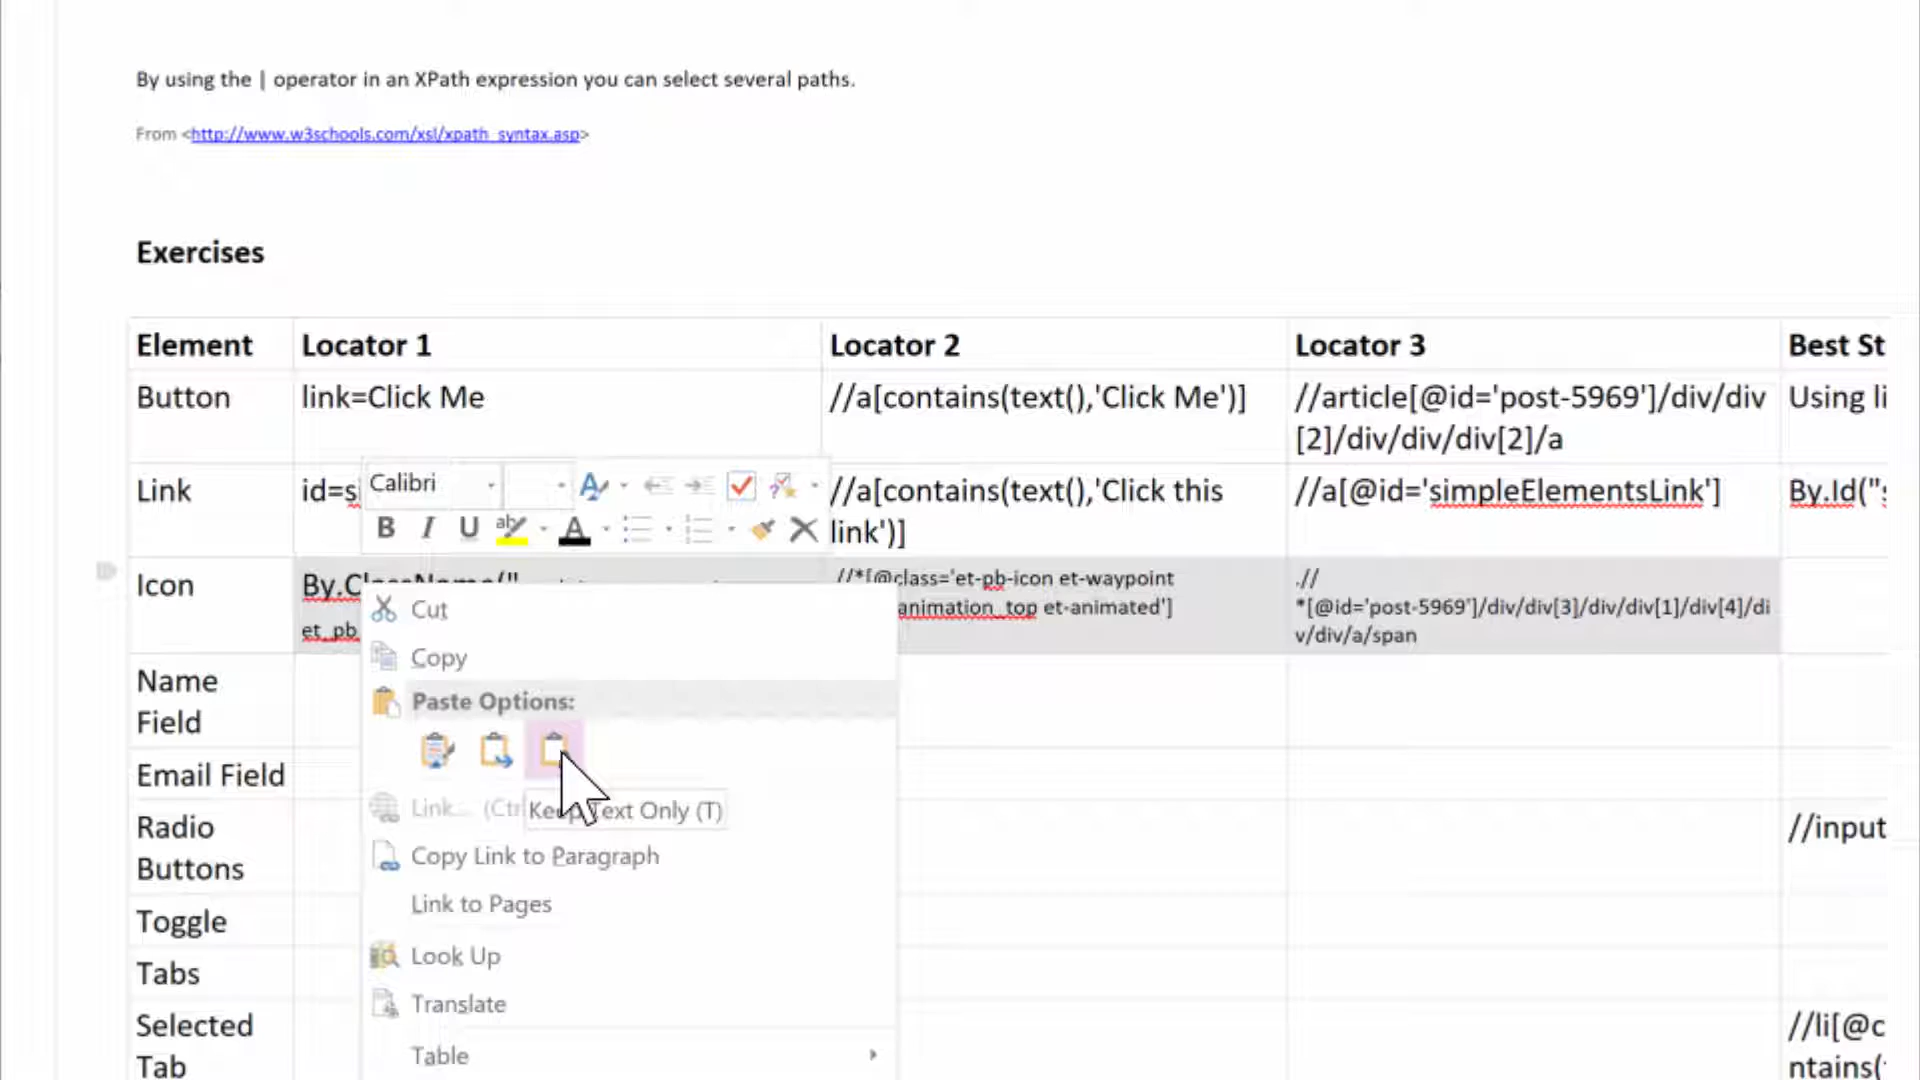 By using the | operator in an XPath expression you can select several paths.
From <http://www.w3schools.com/xsl/xpath_syntax.asp>
Exercises
Element Locator 1 Locator 2 Locator 3 Best St
Button link=Click Me //a[contains(text(),'Click Me')] //article[@id='post-5969']/div/div Using li
[2]/div/div/div[2]/a
Link id=si //a[contains(text(),'Click this //a[@id='simpleElementsLink'] By.Id("s
link')]
Calibri
B I U ab A
Icon By.ClassName(" //*[@class='et-pb-icon et-waypoint .//
et_pb animation_top et-animated'] *[@id='post-5969']/div/div[3]/div/div[1]/div[4]/di
v/div/a/span
Cut
Copy
Paste Options:
Link... (Ctr
Keep Text Only (T)
Copy Link to Paragraph
Link to Pages
Look Up
Translate
Table
Name
Field
Email Field
Radio //input
Buttons
Toggle
Tabs
Selected //li[@c
Tab ntains(